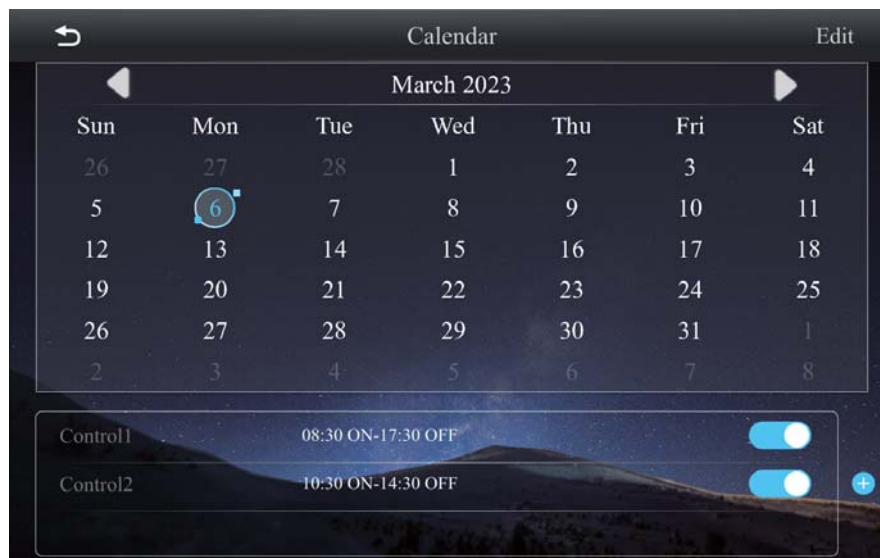 Calendar Edit
March 2023
Sun Mon Tue Wed Thu Fri Sat
26 27 28 1 2 3 4
5 6 7 8 9 10 11
12 13 14 15 16 17 18
19 20 21 22 23 24 25
26 27 28 29 30 31 1
2 3 4 5 6 7 8
Control1 08:30 ON-17:30 OFF
Control2 10:30 ON-14:30 OFF